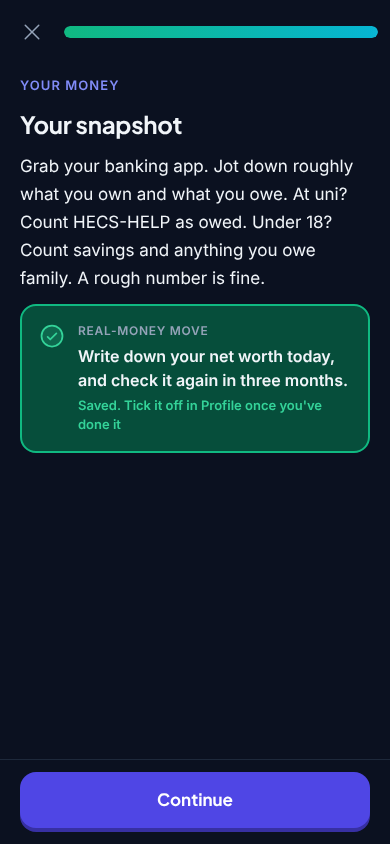 YOUR MONEY
Your snapshot
Grab your banking app. Jot down roughly
what you own and what you owe. At uni?
Count HECS-HELP as owed. Under 18?
Count savings and anything you owe
family. A rough number is fine.
REAL-MONEY MOVE
Write down your net worth today,
and check it again in three months.
Saved. Tick it off in Profile once you've
done it
Continue